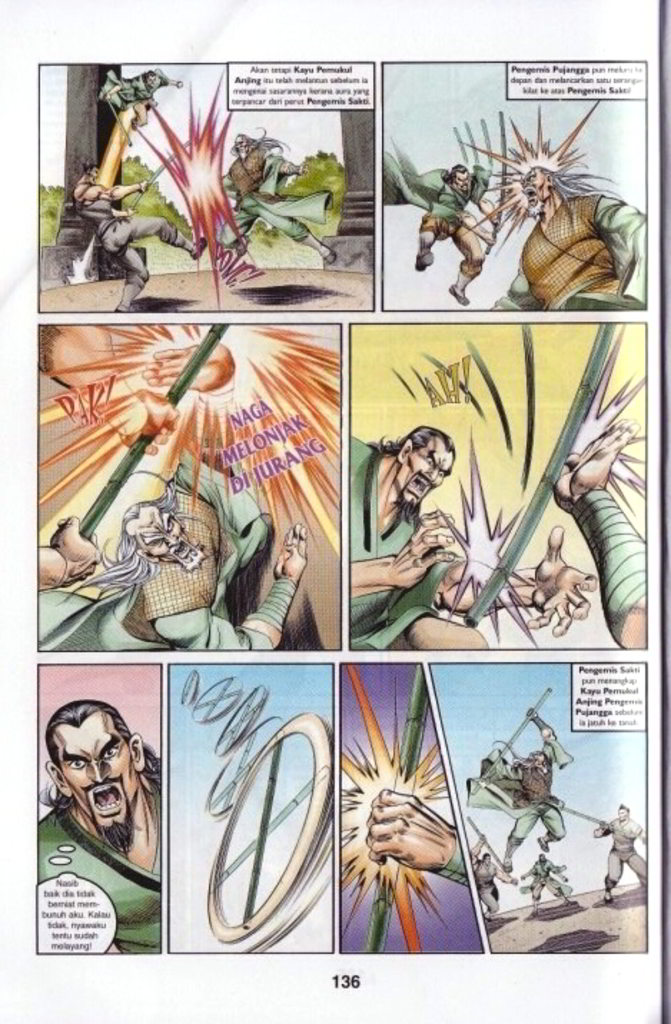 Akan tetapi Kayu Pemukul
Anjing itu telah melantun sebelum ia
mengenai sasarannya kerana aura yang
terpancar dari perut Pengemis Sakti.
Pengemis Pujangga pun meluru ke
depan dan melancarkan satu terangan
kilat ke atas Pengemis Sakti!
PONG!
PAK!
NAGA
MELONJAK
DI JURANG
AH!
Nasib
baik dia tidak
berniat mem-
bunuh aku. Kalau
tidak, nyawaku
tentu sudah
melayang!
Pengemis Sakti
pun menangkap
Kayu Pemukul
Anjing Pengemis
Pujangga sebelum
ia jatuh ke tanah.
136